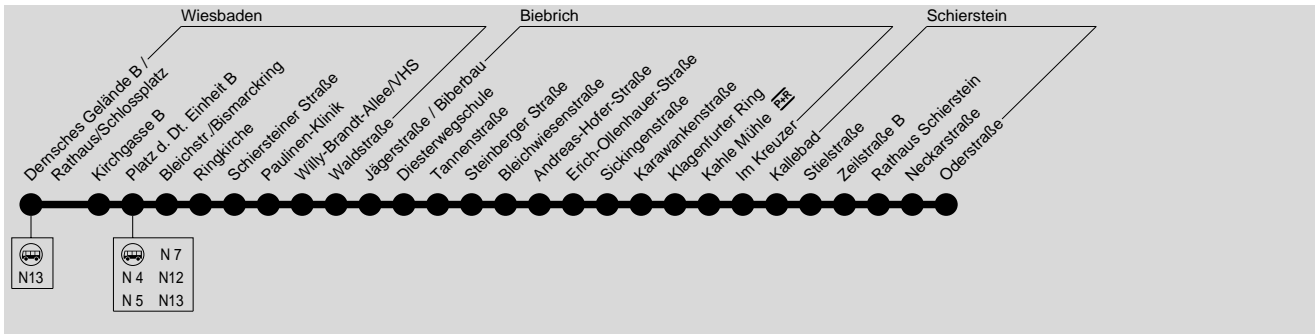 Wiesbaden
Biebrich
Schierstein
Dernsches Gelände B /
Rathaus/Schlossplatz
Kirchgasse B
Platz d. Dt. Einheit B
Bleichstr./Bismarckring
Ringkirche
Schiersteiner Straße
Paulinen-Klinik
Willy-Brandt-Allee/VHS
Waldstraße
Jägerstraße / Biberbau
Diesterwegschule
Tannenstraße
Steinberger Straße
Bleichwiesenstraße
Andreas-Hofer-Straße
Erich-Ollenhauer-Straße
Sickingenstraße
Karawankenstraße
Klagenfurter Ring
Kahle Mühle P+R
Im Kreuzer
Kallebad
Stielstraße
Zeilstraße B
Rathaus Schierstein
Neckarstraße
Oderstraße
N13
N 7
N 4 N12
N 5 N13